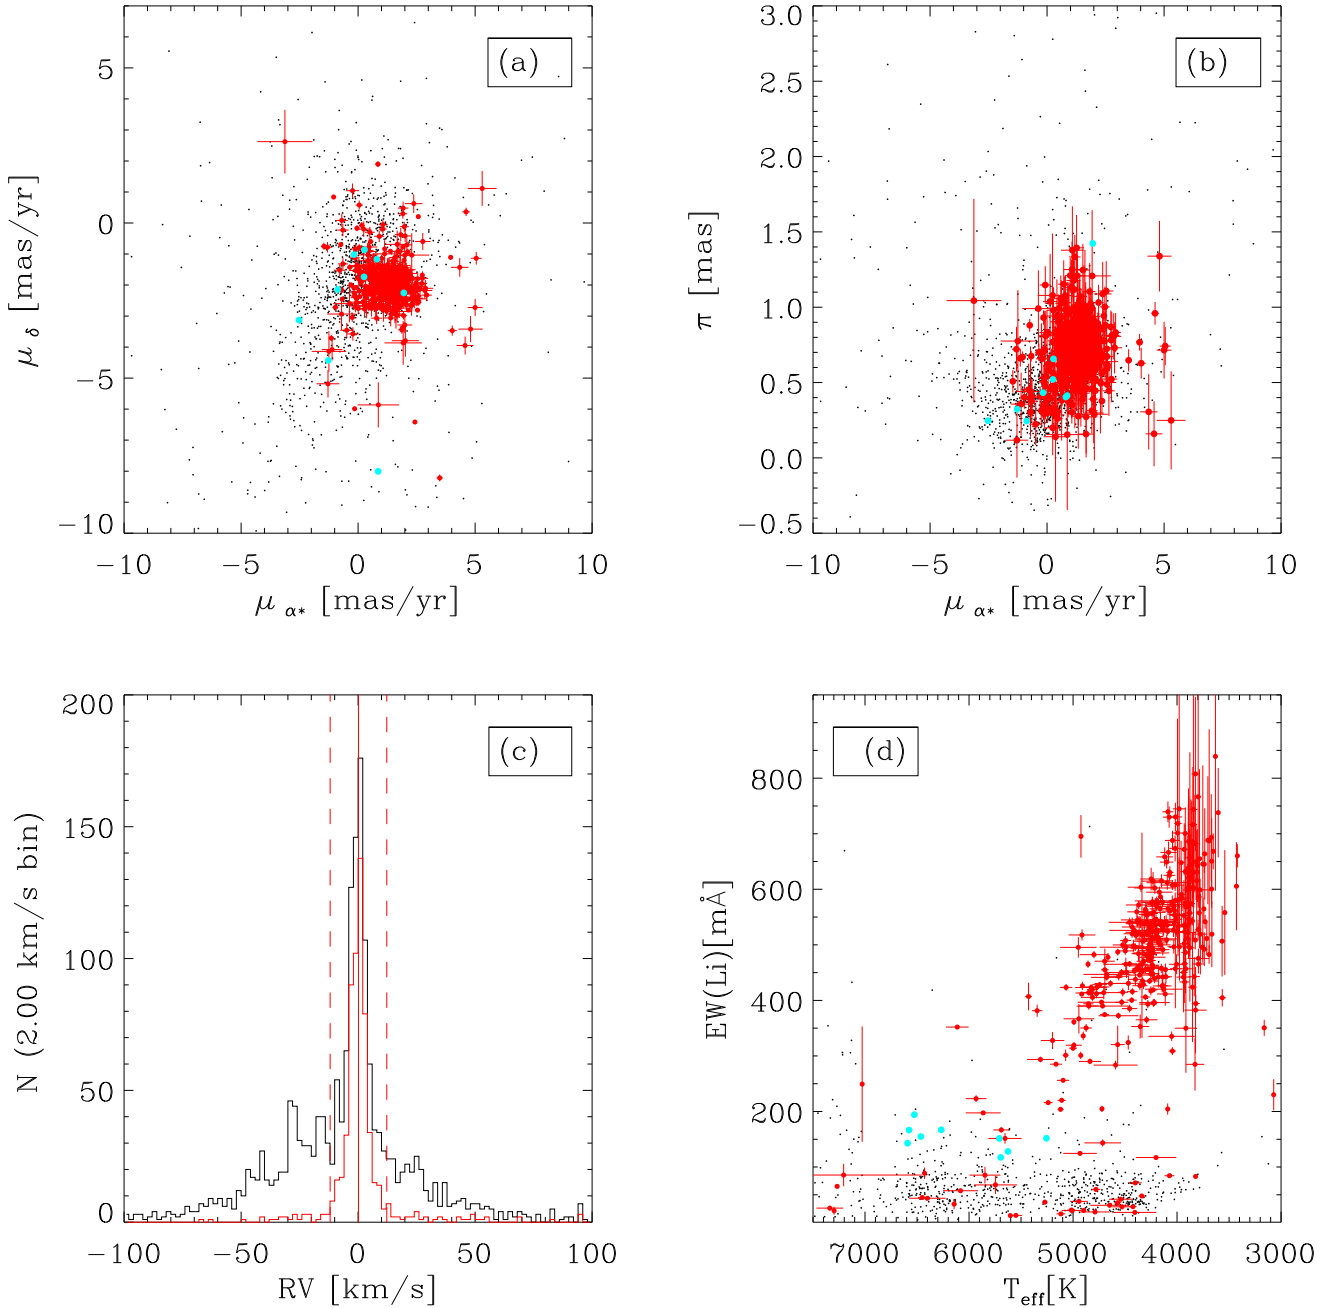 (a)
5
0
−5
−10
μ δ [mas/yr]
−10 −5 0 5 10
μ α* [mas/yr]
(b)
3.0
2.5
2.0
1.5
1.0
0.5
0.0
−0.5
π [mas]
−10 −5 0 5 10
μ α* [mas/yr]
(c)
200
150
100
50
0
N (2.00 km/s bin)
−100 −50 0 50 100
RV [km/s]
(d)
800
600
400
200
EW(Li)[mÅ]
7000 6000 5000 4000 3000
Teff[K]